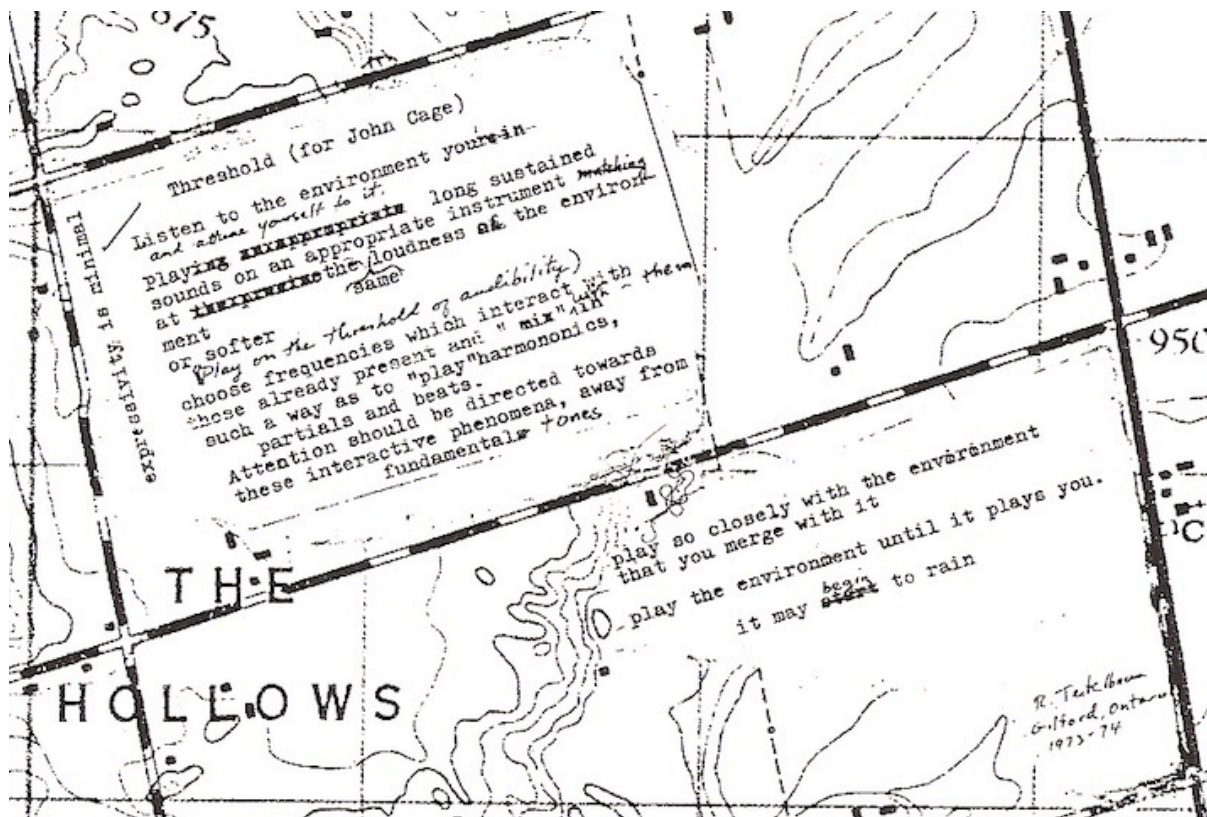 875
Threshold (for John Cage)
Listen to the environment you're in
and attune yourself to it.
Playing an appropriate long sustained
sounds on an appropriate instrument matching
at the the loudness of the environ-
same
ment
or softer
(play on the threshold of audibility)
choose frequencies which interact with
those already present and "mix" with them in
such a way as to "play" harmononics,
partials and beats.
Attention should be directed towards
these interactive phenomena, away from
fundamentals tones
expressivity is minimal
950
play so closely with the environment
that you merge with it
play the environment until it plays you.
begin
it may start to rain
THE
HOLLOWS
C
R. Teitelbaum
Gilford, Ontario
1973-74